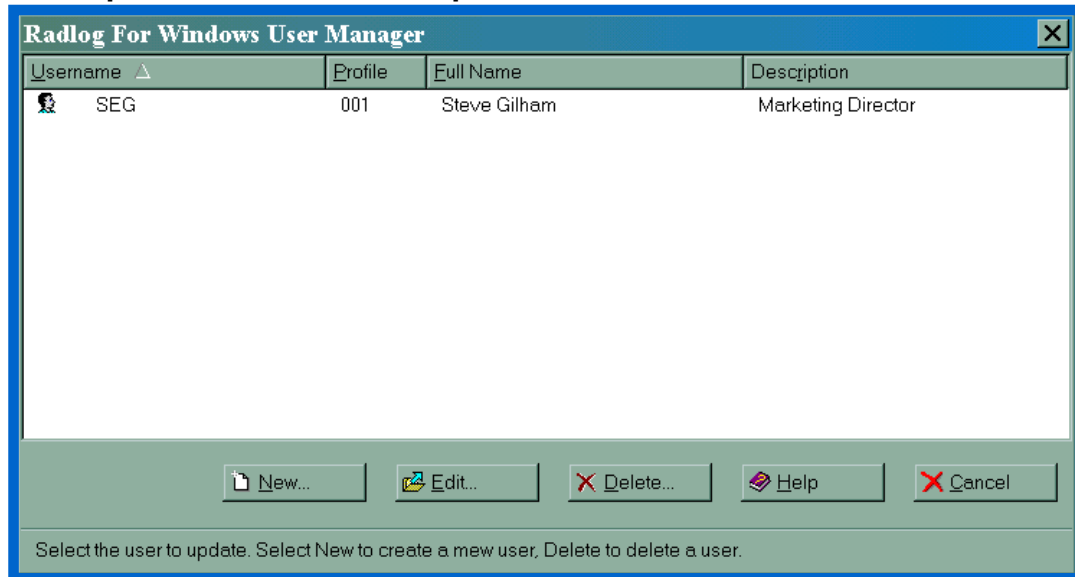 Radlog For Windows User Manager
Username Profile Full Name Description
SEG 001 Steve Gilham Marketing Director
New... Edit... Delete... Help Cancel
Select the user to update. Select New to create a mew user, Delete to delete a user.